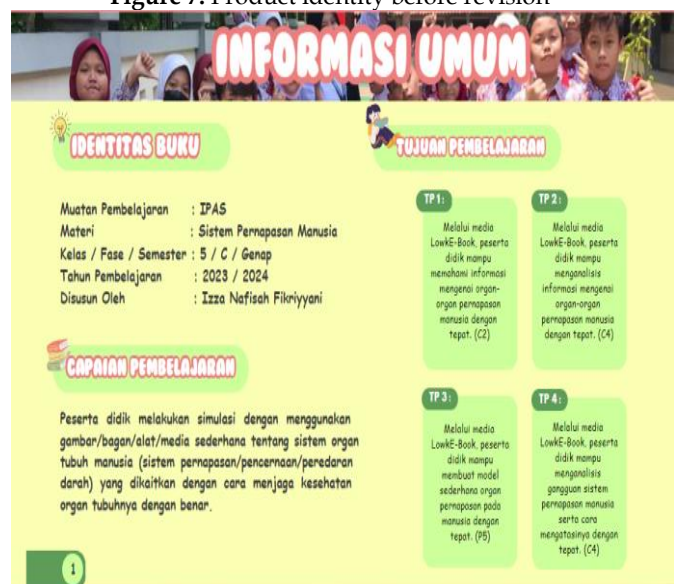 Figure 7. Product identity before revision
INFORMASI UMUM
IDENTITAS BUKU
Muatan Pembelajaran : IPAS
Materi : Sistem Pernapasan Manusia
Kelas / Fase / Semester : 5 / C / Genap
Tahun Pembelajaran : 2023 / 2024
Disusun Oleh : Izza Nafisah Fikriyyani
CAPAIAN PEMBELAJARAN
Peserta didik melakukan simulasi dengan menggunakan
gambar/bagan/alat/media sederhana tentang sistem organ
tubuh manusia (sistem pernapasan/pencernaan/peredaran
darah) yang dikaitkan dengan cara menjaga kesehatan
organ tubuhnya dengan benar.
TUJUAN PEMBELAJARAN
TP 1:
Melalui media
LowkE-Book, peserta
didik mampu
memahami informasi
mengenai organ-
organ pernapasan
manusia dengan
tepat. (C2)
TP 2:
Melalui media
LowkE-Book, peserta
didik mampu
menganalisis
informasi mengenai
organ-organ
pernapasan manusia
dengan tepat. (C4)
TP 3:
Melalui media
LowkE-Book, peserta
didik mampu
membuat model
sederhana organ
pernapasan pada
manusia dengan
tepat. (P5)
TP 4:
Melalui media
LowkE-Book, peserta
didik mampu
menganalisis
gangguan sistem
pernapasan manusia
serta cara
mengatasinya dengan
tepat. (C4)
1